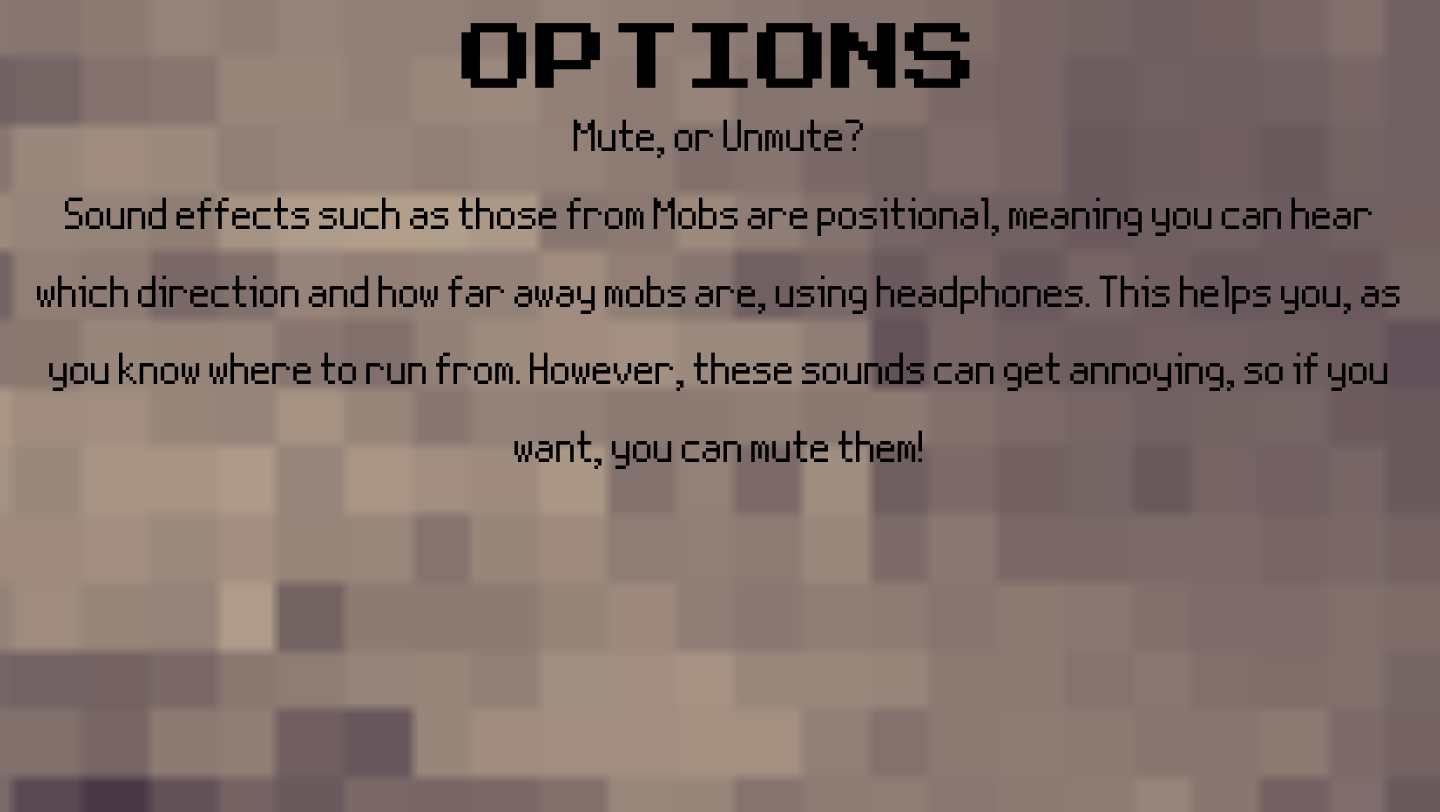 OPTIONS
Mute, or Unmute?
Sound effects such as those from Mobs are positional, meaning you can hear
which direction and how far away mobs are, using headphones. This helps you, as
you know where to run from. However, these sounds can get annoying, so if you
want, you can mute them!